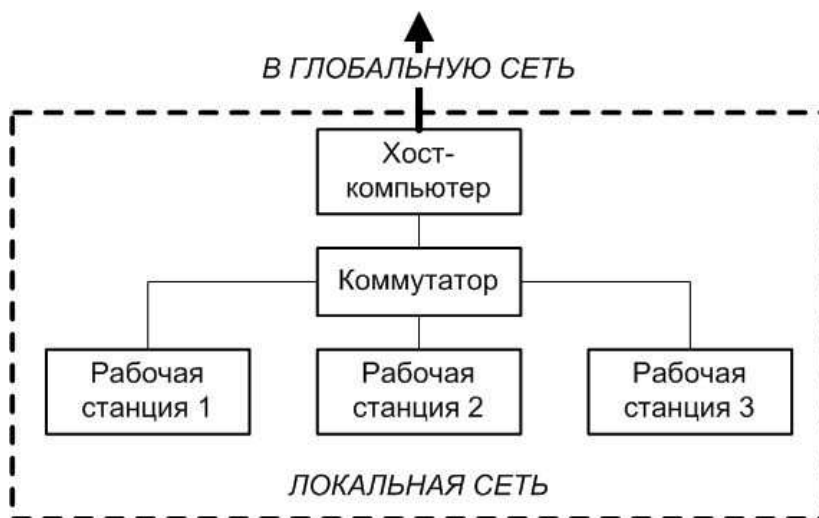 В ГЛОБАЛЬНУЮ СЕТЬ
Хост-
компьютер
Коммутатор
Рабочая
станция 1
Рабочая
станция 2
Рабочая
станция 3
ЛОКАЛЬНАЯ СЕТЬ